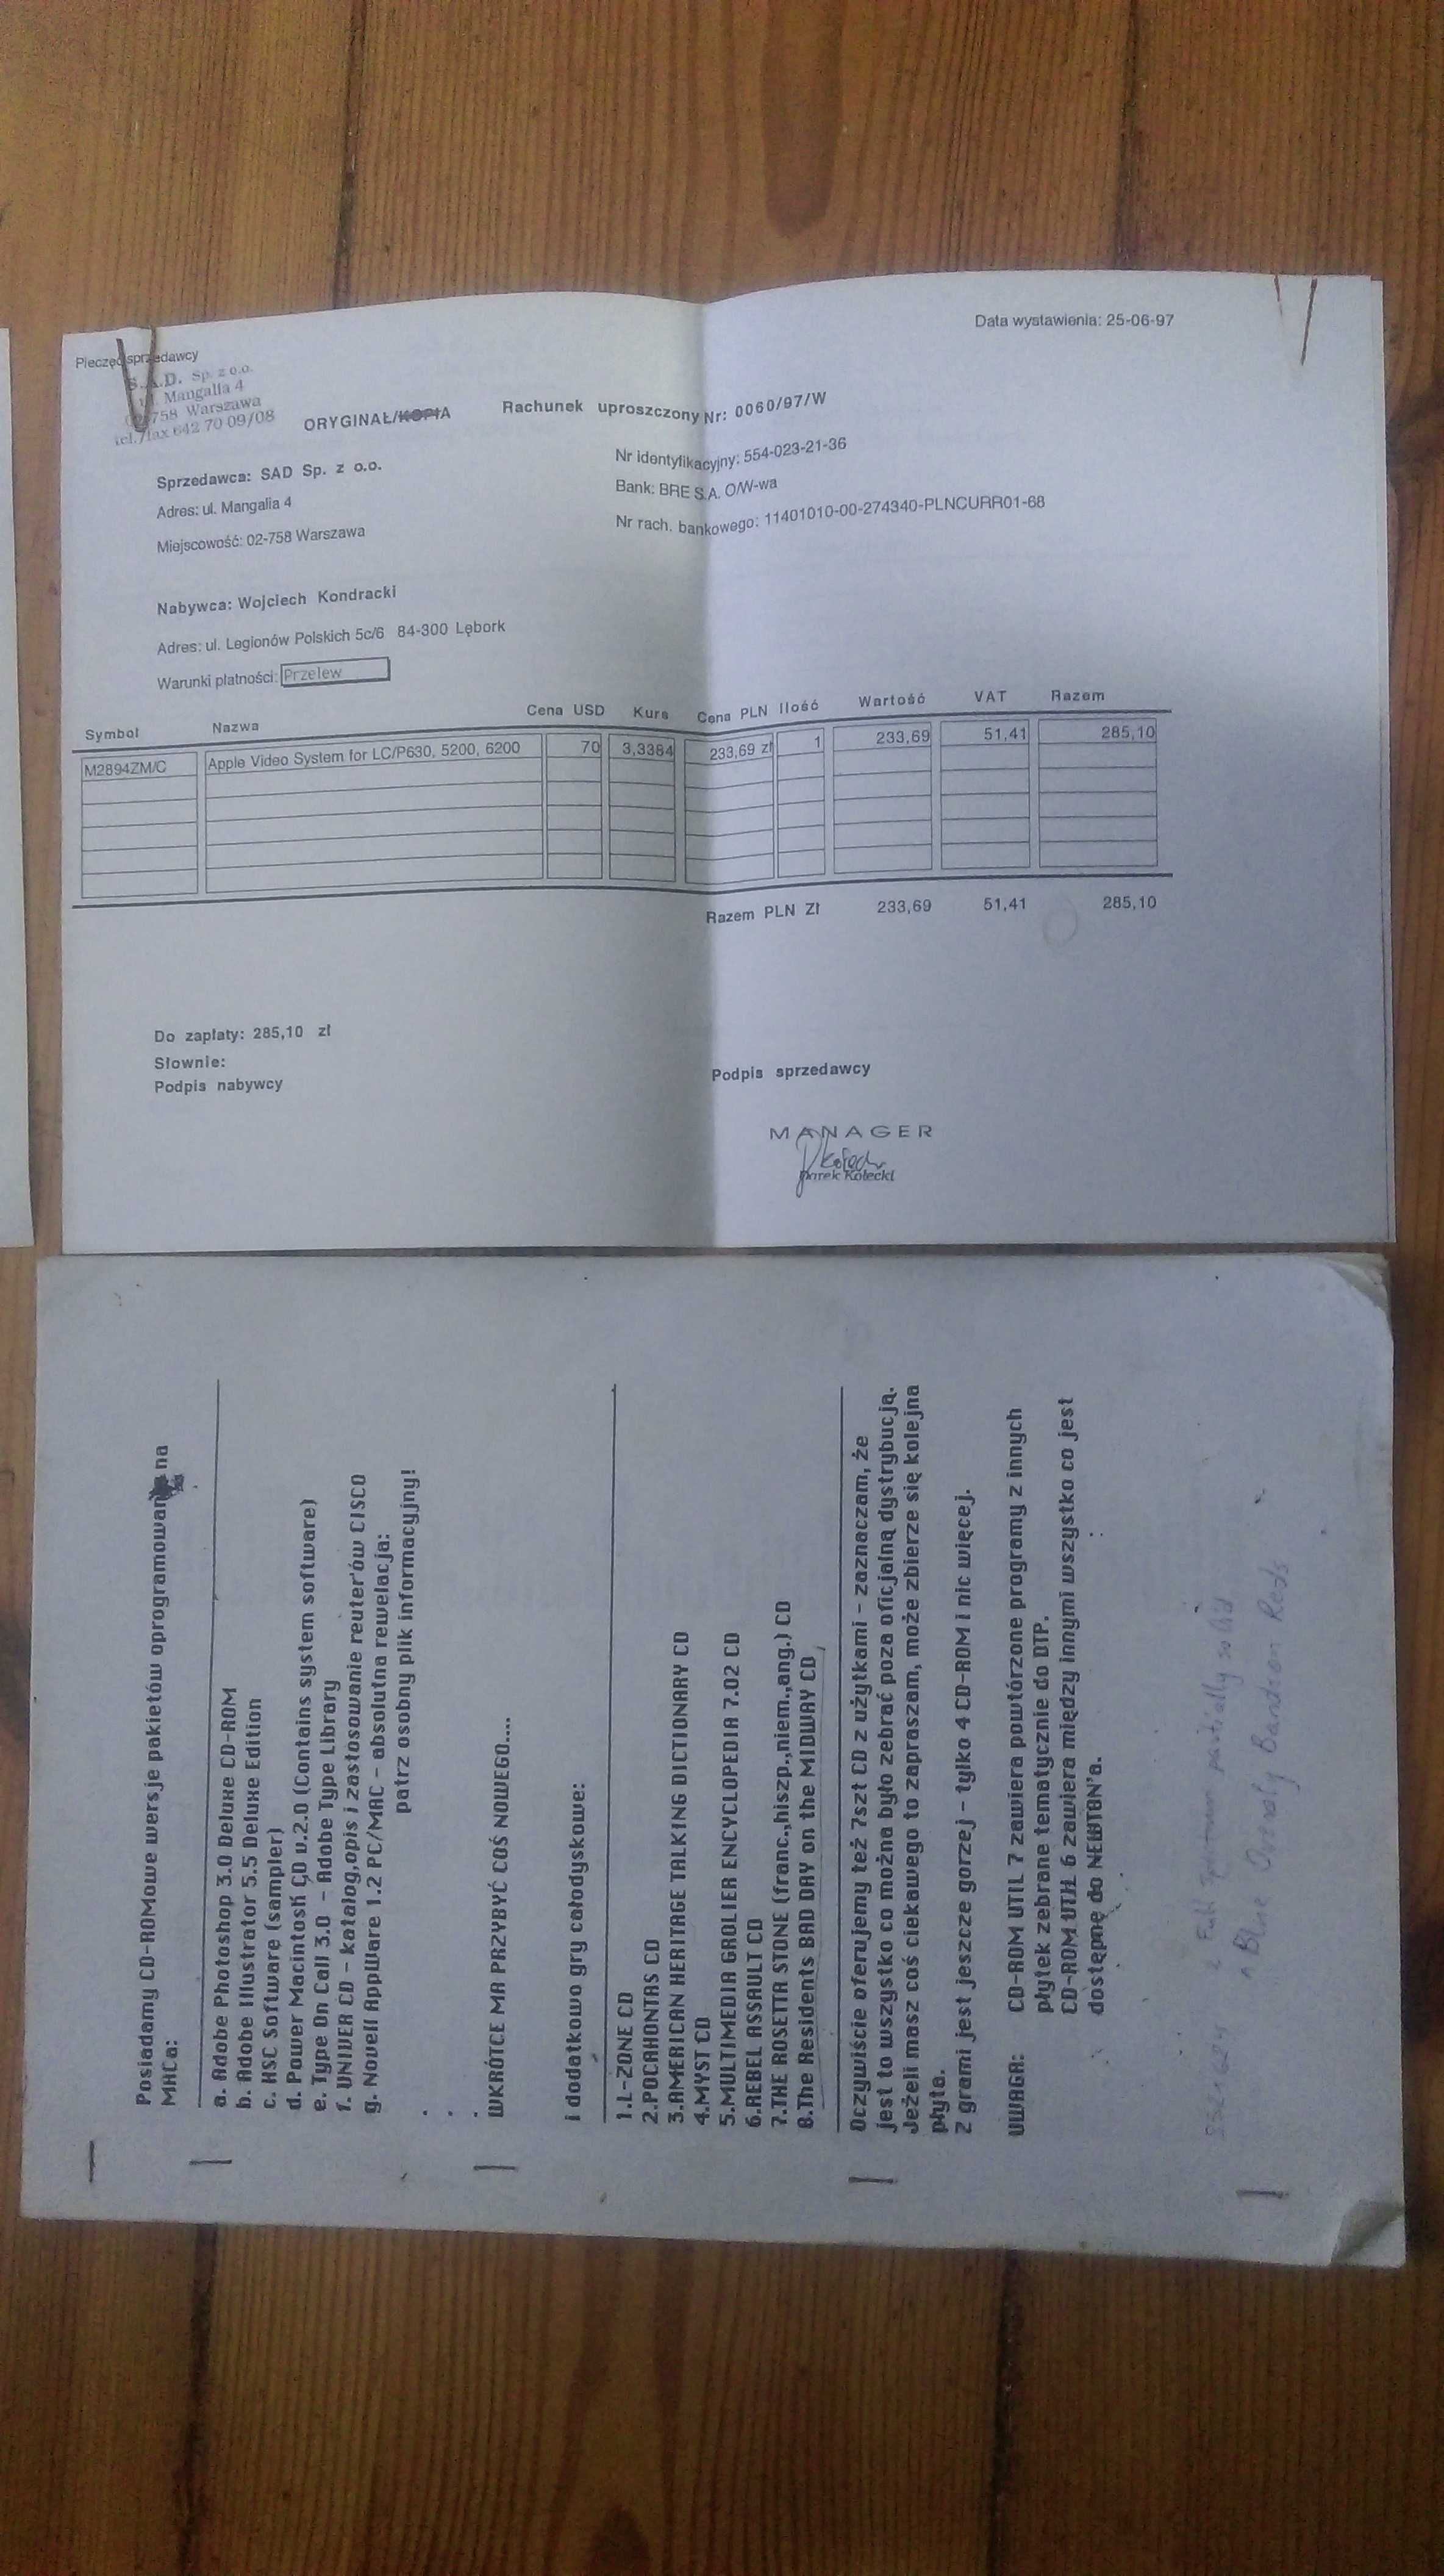 Data wystawienia: 25-06-97
Pieczęć sprzedawcy
S.A.D. Sp. z o.o.
ul. Mangalia 4
02-758 Warszawa
tel./fax 642 70 09/08
ORYGINAŁ/KOPIA Rachunek uproszczony Nr: 0060/97/W
Sprzedawca: SAD Sp. z o.o. Nr identyfikacyjny: 554-023-21-36
Adres: ul. Mangalia 4 Bank: BRE S.A. O/W-wa
Miejscowość: 02-758 Warszawa Nr rach. bankowego: 11401010-00-274340-PLNCURR01-68
Nabywca: Wojciech Kondracki
Adres: ul. Legionów Polskich 5c/6 84-300 Lębork
Warunki płatności: Przelew
Symbol Nazwa Cena USD Kurs Cena PLN Ilość Wartość VAT Razem
M2894ZM/C Apple Video System for LC/P630, 5200, 6200 70 3,3384 233,69 zł 1 233,69 51,41 285,10
Razem PLN Zł 233,69 51,41 285,10
Do zapłaty: 285,10 zł
Słownie:
Podpis nabywcy Podpis sprzedawcy
MANAGER
Jarek Kołecki
Posiadamy CD-ROMowe wersje pakietów oprogramowan na
MACa:
a. Adobe Photoshop 3.0 Deluxe CD-ROM
b. Adobe Illustrator 5.5 Deluxe Edition
c. HSC Software (sampler)
d. Power Macintosh CD v.2.0 (Contains system software)
e. Type On Call 3.0 - Adobe Type Library
f. UNIVER CD - katalog,opis i zastosowanie reuter'ów CISCO
g. Novell AppWare 1.2 PC/MAC - absolutna rewelacja:
patrz osobny plik informacyjny!
.
.
. WKRÓTCE MA PRZYBYĆ COŚ NOWEGO....
i dodatkowo gry całodyskowe:
1.L-ZONE CD
2.POCAHONTAS CD
3.AMERICAN HERITAGE TALKING DICTIONARY CD
4.MYST CD
5.MULTIMEDIA GROLIER ENCYCLOPEDIA 7.02 CD
6.REBEL ASSAULT CD
7.THE ROSETTA STONE (franc.,hiszp.,niem.,ang.) CD
8.The Residents BAD DAY on the MIDWAY CD
Oczywiście oferujemy też 7szt CD z użytkami - zaznaczam, że
jest to wszystko co można było zebrać poza oficjalną dystrybucją.
Jeżeli masz coś ciekawego to zapraszam, może zbierze się kolejna
płyta.
Z grami jest jeszcze gorzej - tylko 4 CD-ROM i nic więcej.
UWAGA: CD-ROM UTIL 7 zawiera powtórzone programy z innych
płytek zebrane tematycznie do DTP.
CD-ROM UTIL 6 zawiera między innymi wszystko co jest
dostępne do NEWTON'a.
Full Spectrum partially solid
Blue Overaly